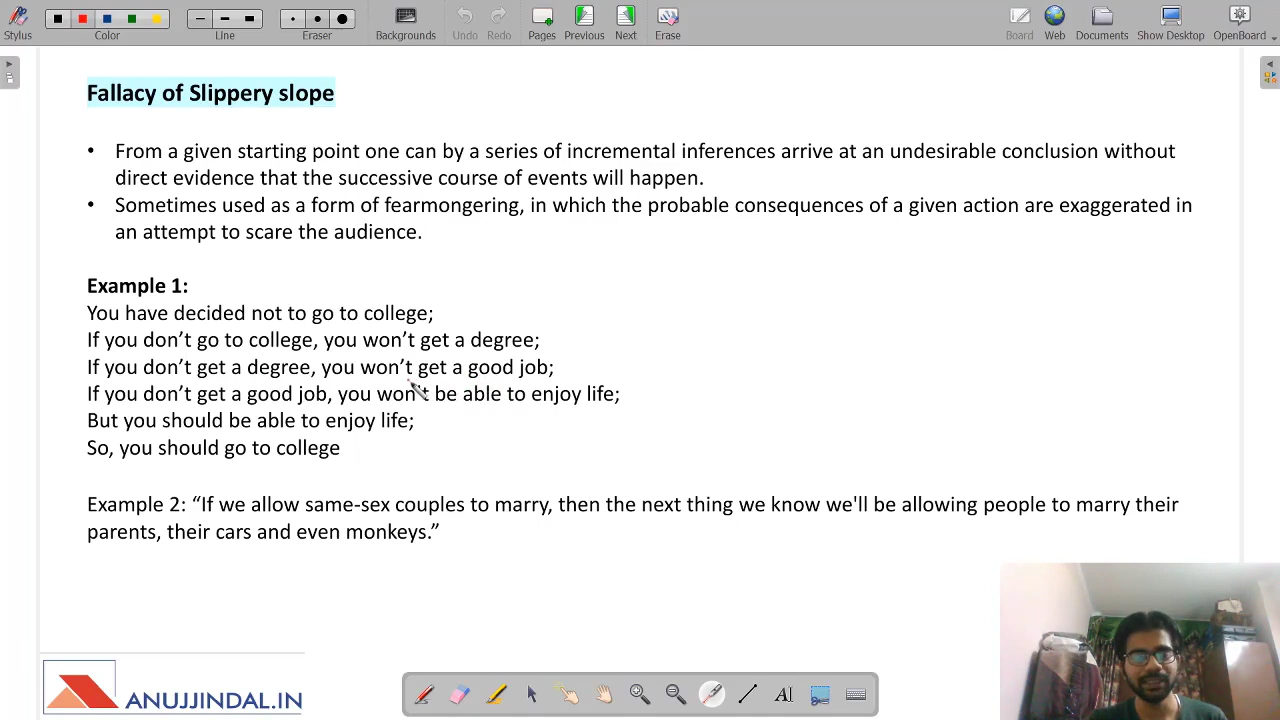 Stylus
Color
Line
Eraser
Backgrounds
Undo
Redo
Pages
Previous
Next
Erase
Board
Web
Documents
Show Desktop
OpenBoard
Fallacy of Slippery slope
• From a given starting point one can by a series of incremental inferences arrive at an undesirable conclusion without
direct evidence that the successive course of events will happen.
• Sometimes used as a form of fearmongering, in which the probable consequences of a given action are exaggerated in
an attempt to scare the audience.
Example 1:
You have decided not to go to college;
If you don’t go to college, you won’t get a degree;
If you don’t get a degree, you won’t get a good job;
If you don’t get a good job, you won’t be able to enjoy life;
But you should be able to enjoy life;
So, you should go to college
Example 2: “If we allow same-sex couples to marry, then the next thing we know we'll be allowing people to marry their
parents, their cars and even monkeys.”
ANUJJINDAL.IN
AI